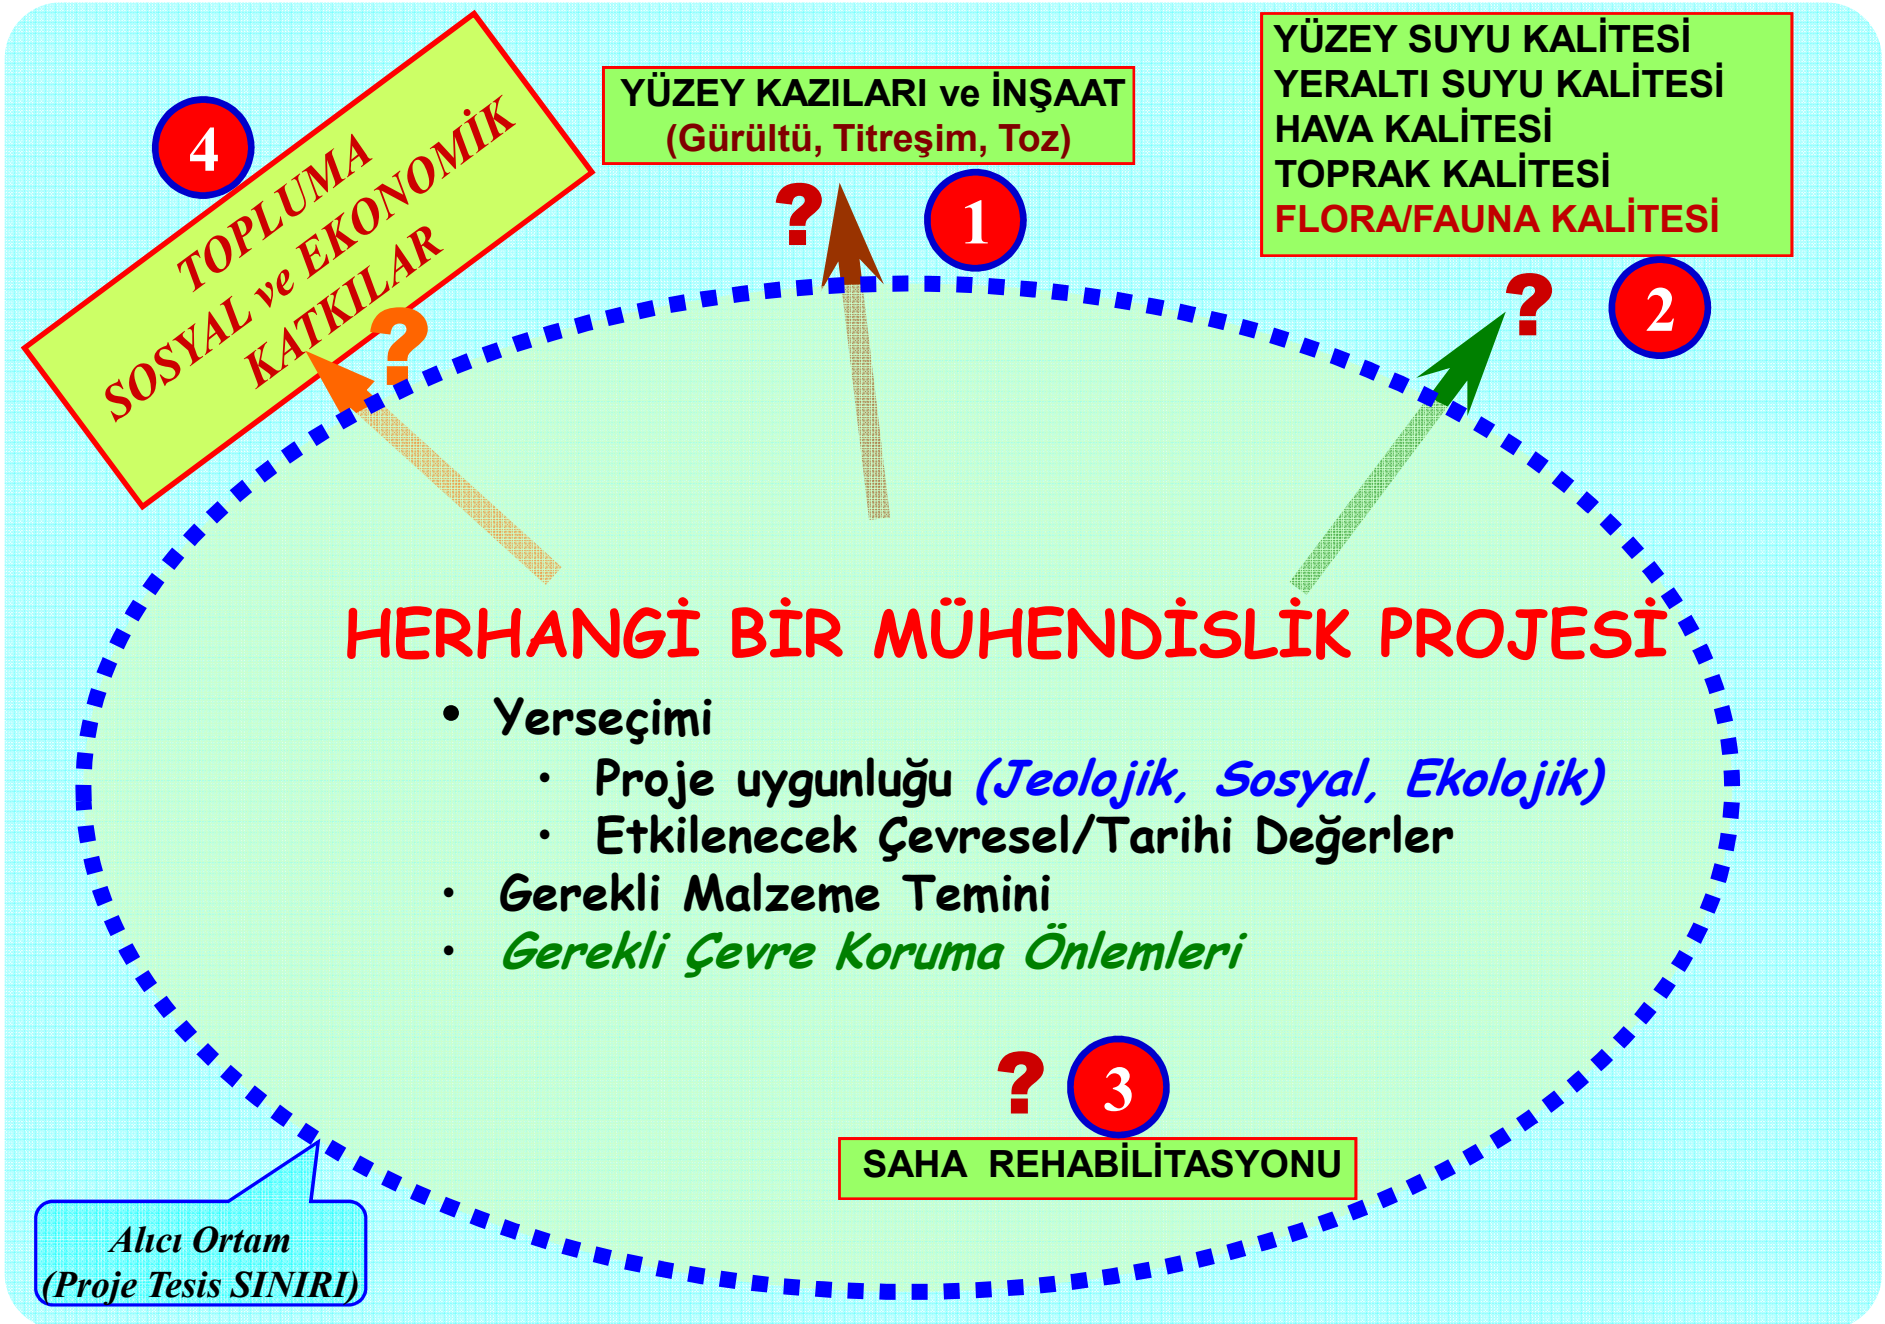 4
TOPLUMA
SOSYAL ve EKONOMİK
KATKILAR
?
YÜZEY KAZILARI ve İNŞAAT
(Gürültü, Titreşim, Toz)
?
1
YÜZEY SUYU KALİTESİ
YERALTI SUYU KALİTESİ
HAVA KALİTESİ
TOPRAK KALİTESİ
FLORA/FAUNA KALİTESİ
?
2
HERHANGİ BİR MÜHENDİSLİK PROJESİ
• Yerseçimi
• Proje uygunluğu (Jeolojik, Sosyal, Ekolojik)
• Etkilenecek Çevresel/Tarihi Değerler
• Gerekli Malzeme Temini
• Gerekli Çevre Koruma Önlemleri
?
3
SAHA REHABİLİTASYONU
Alıcı Ortam
(Proje Tesis SINIRI)